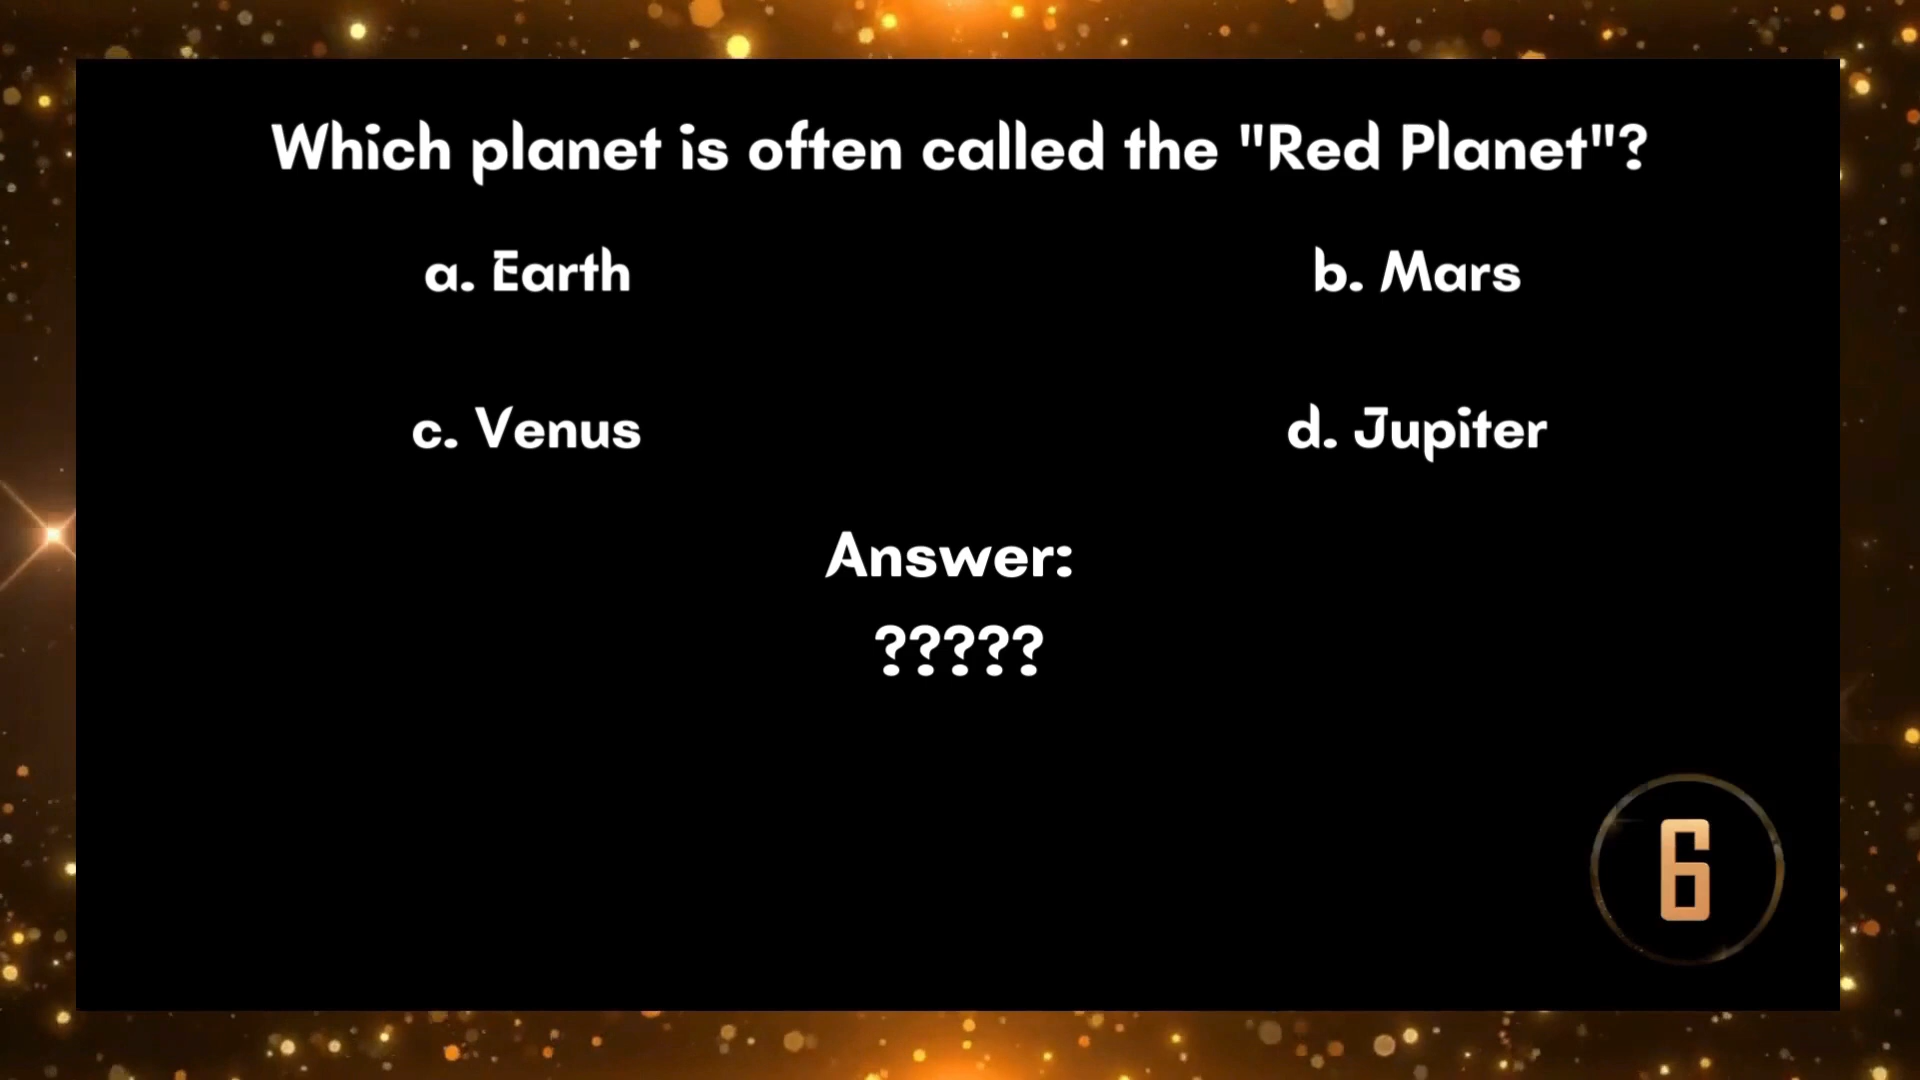 Which planet is often called the "Red Planet"?
a. Earth
b. Mars
c. Venus
d. Jupiter
Answer:
?????
6